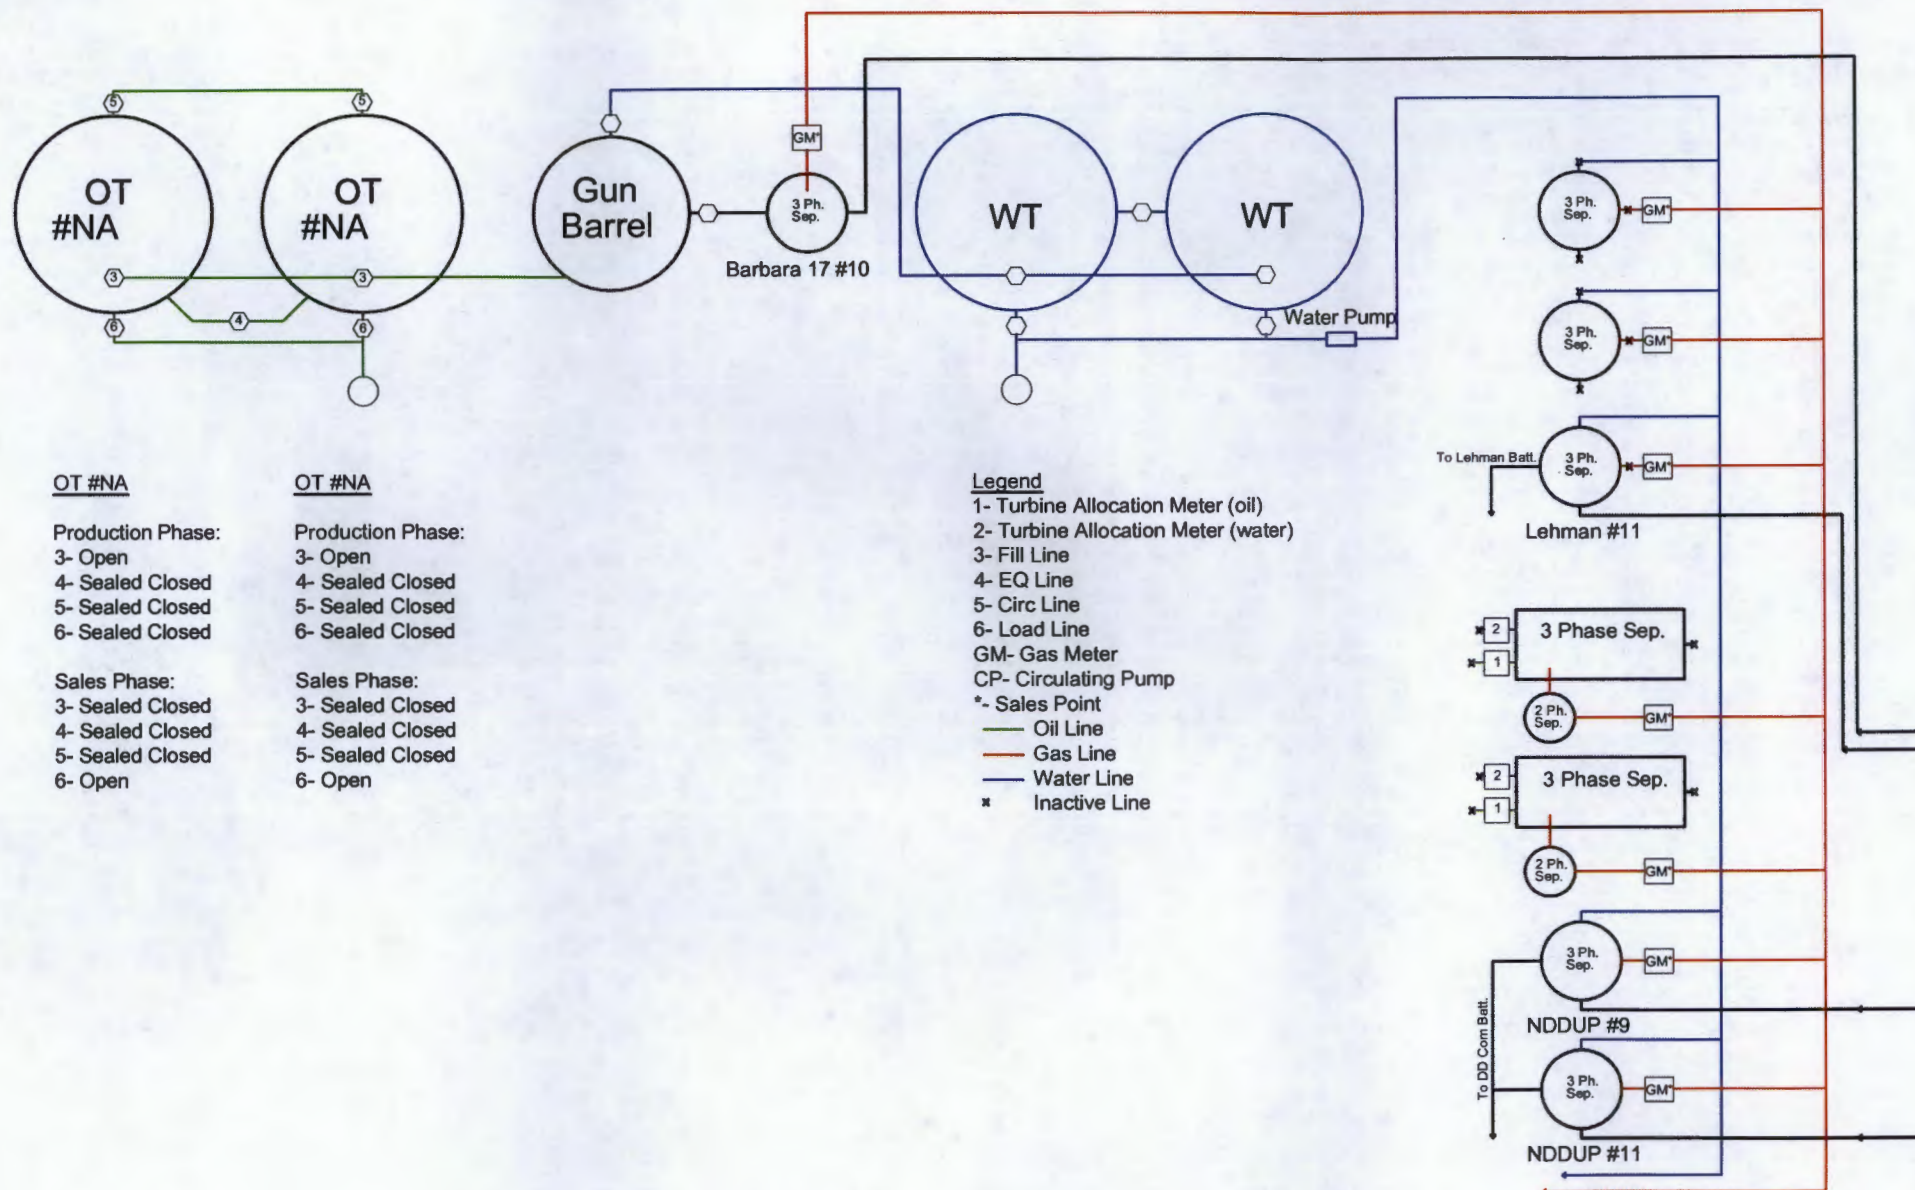 5
5
OT
#NA
OT
#NA
3
3
4
6
6
Gun
Barrel
GM*
3 Ph.
Sep.
Barbara 17 #10
WT
WT
Water Pump
3 Ph.
Sep.
GM*
3 Ph.
Sep.
GM*
To Lehman Batt.
3 Ph.
Sep.
GM*
Lehman #11
2
3 Phase Sep.
1
2 Ph.
Sep.
GM*
2
3 Phase Sep.
1
2 Ph.
Sep.
GM*
3 Ph.
Sep.
GM*
NDDUP #9
To DD Com Batt.
3 Ph.
Sep.
GM*
NDDUP #11
OT #NA
Production Phase:
3- Open
4- Sealed Closed
5- Sealed Closed
6- Sealed Closed
Sales Phase:
3- Sealed Closed
4- Sealed Closed
5- Sealed Closed
6- Open
OT #NA
Production Phase:
3- Open
4- Sealed Closed
5- Sealed Closed
6- Sealed Closed
Sales Phase:
3- Sealed Closed
4- Sealed Closed
5- Sealed Closed
6- Open
Legend
1- Turbine Allocation Meter (oil)
2- Turbine Allocation Meter (water)
3- Fill Line
4- EQ Line
5- Circ Line
6- Load Line
GM- Gas Meter
CP- Circulating Pump
*- Sales Point
Oil Line
Gas Line
Water Line
Inactive Line